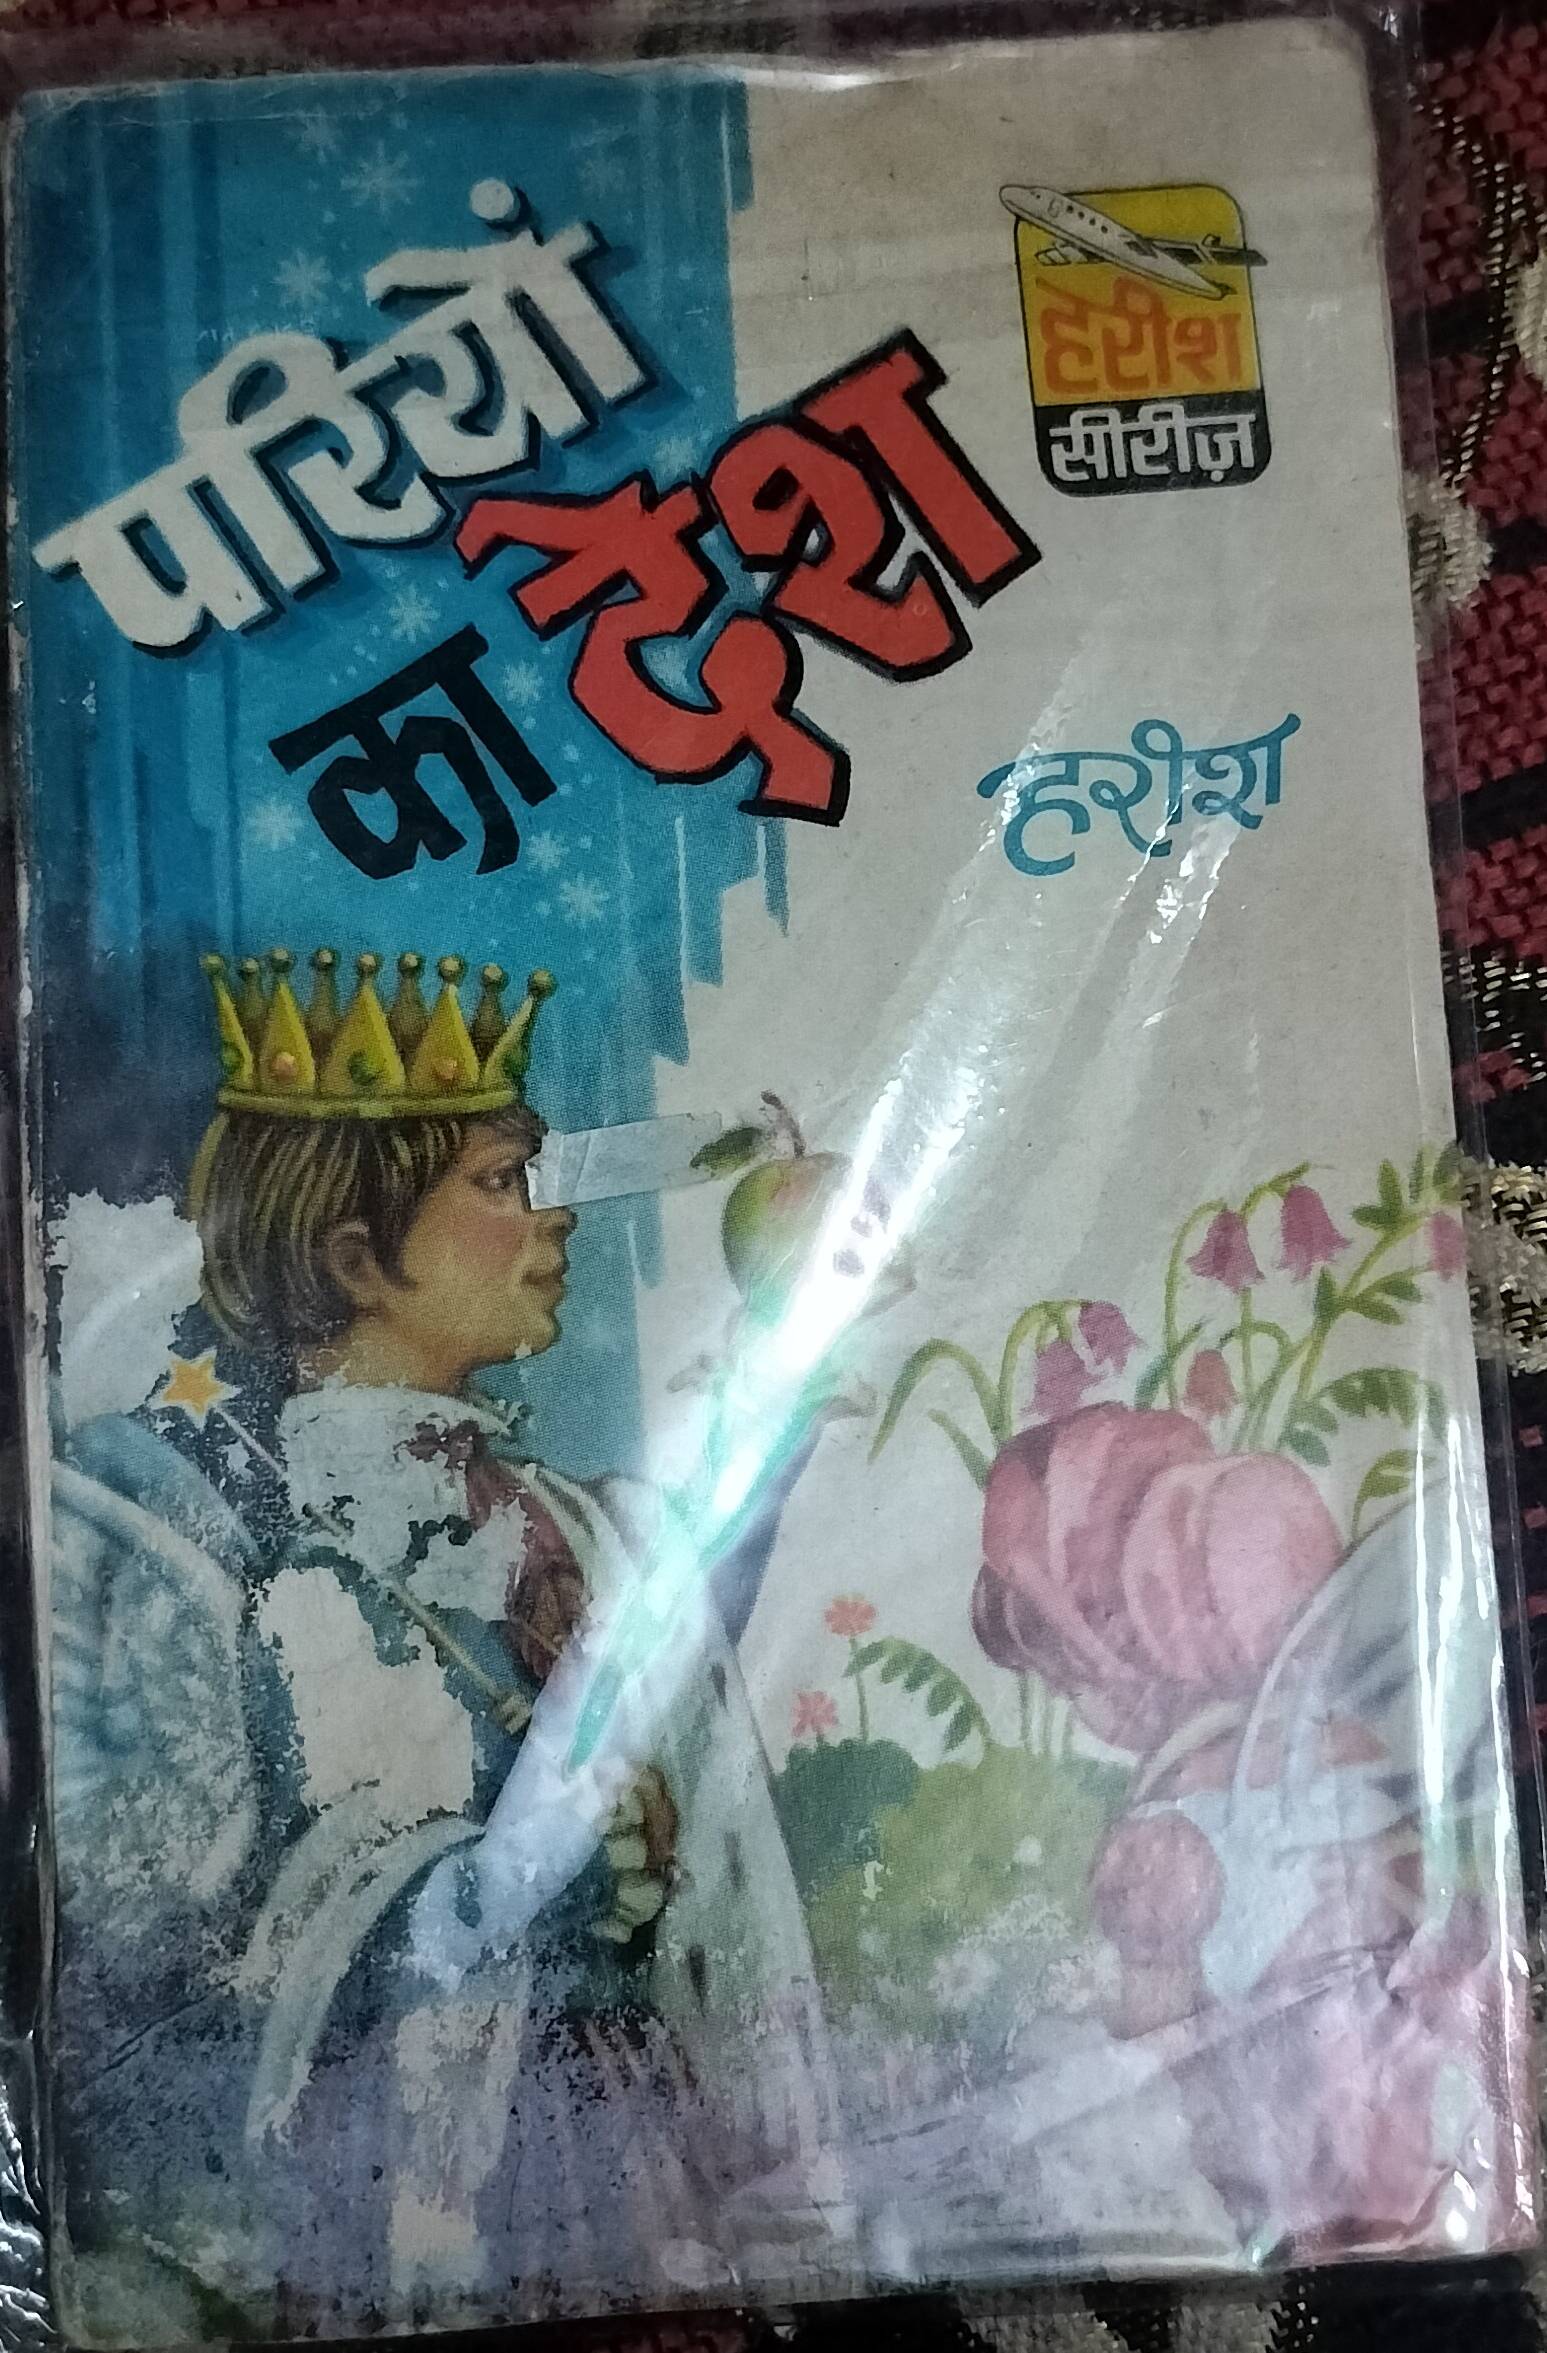 परियों
का देश
हरीश
सीरीज़
हरीश